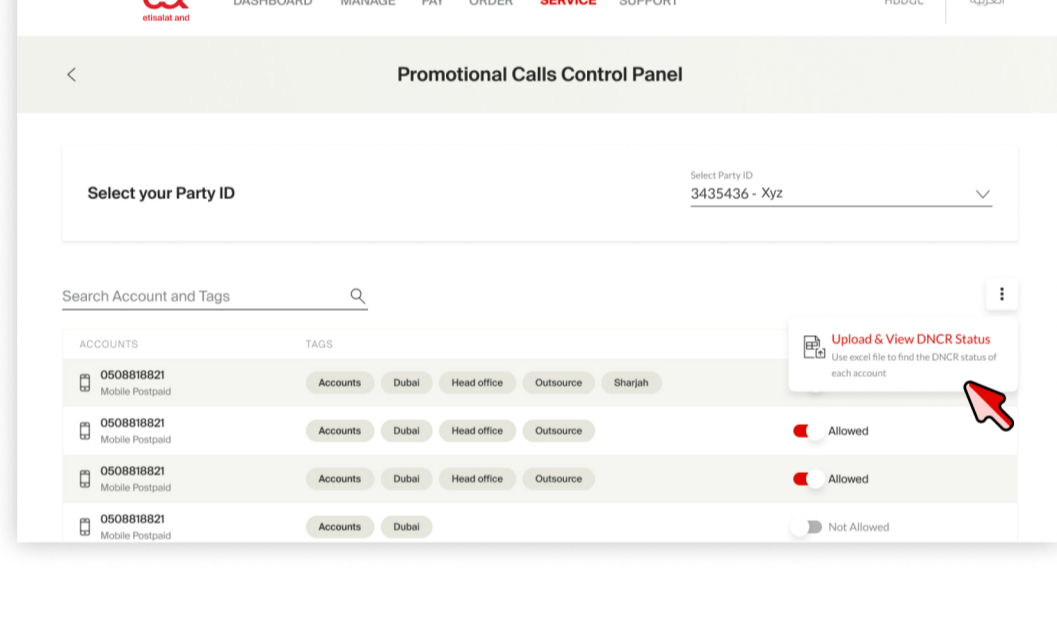 etisalat and
DASHBOARD MANAGE PAY ORDER SERVICE SUPPORT
Promotional Calls Control Panel
Select your Party ID
Select Party ID
3435436 - Xyz
Search Account and Tags
ACCOUNTS TAGS
Upload & View DNCR Status
Use excel file to find the DNCR status of
each account
0508818821
Mobile Postpaid
Accounts Dubai Head office Outsource Sharjah
0508818821
Mobile Postpaid
Accounts Dubai Head office Outsource
Allowed
0508818821
Mobile Postpaid
Accounts Dubai Head office Outsource
Allowed
0508818821
Mobile Postpaid
Accounts Dubai
Not Allowed